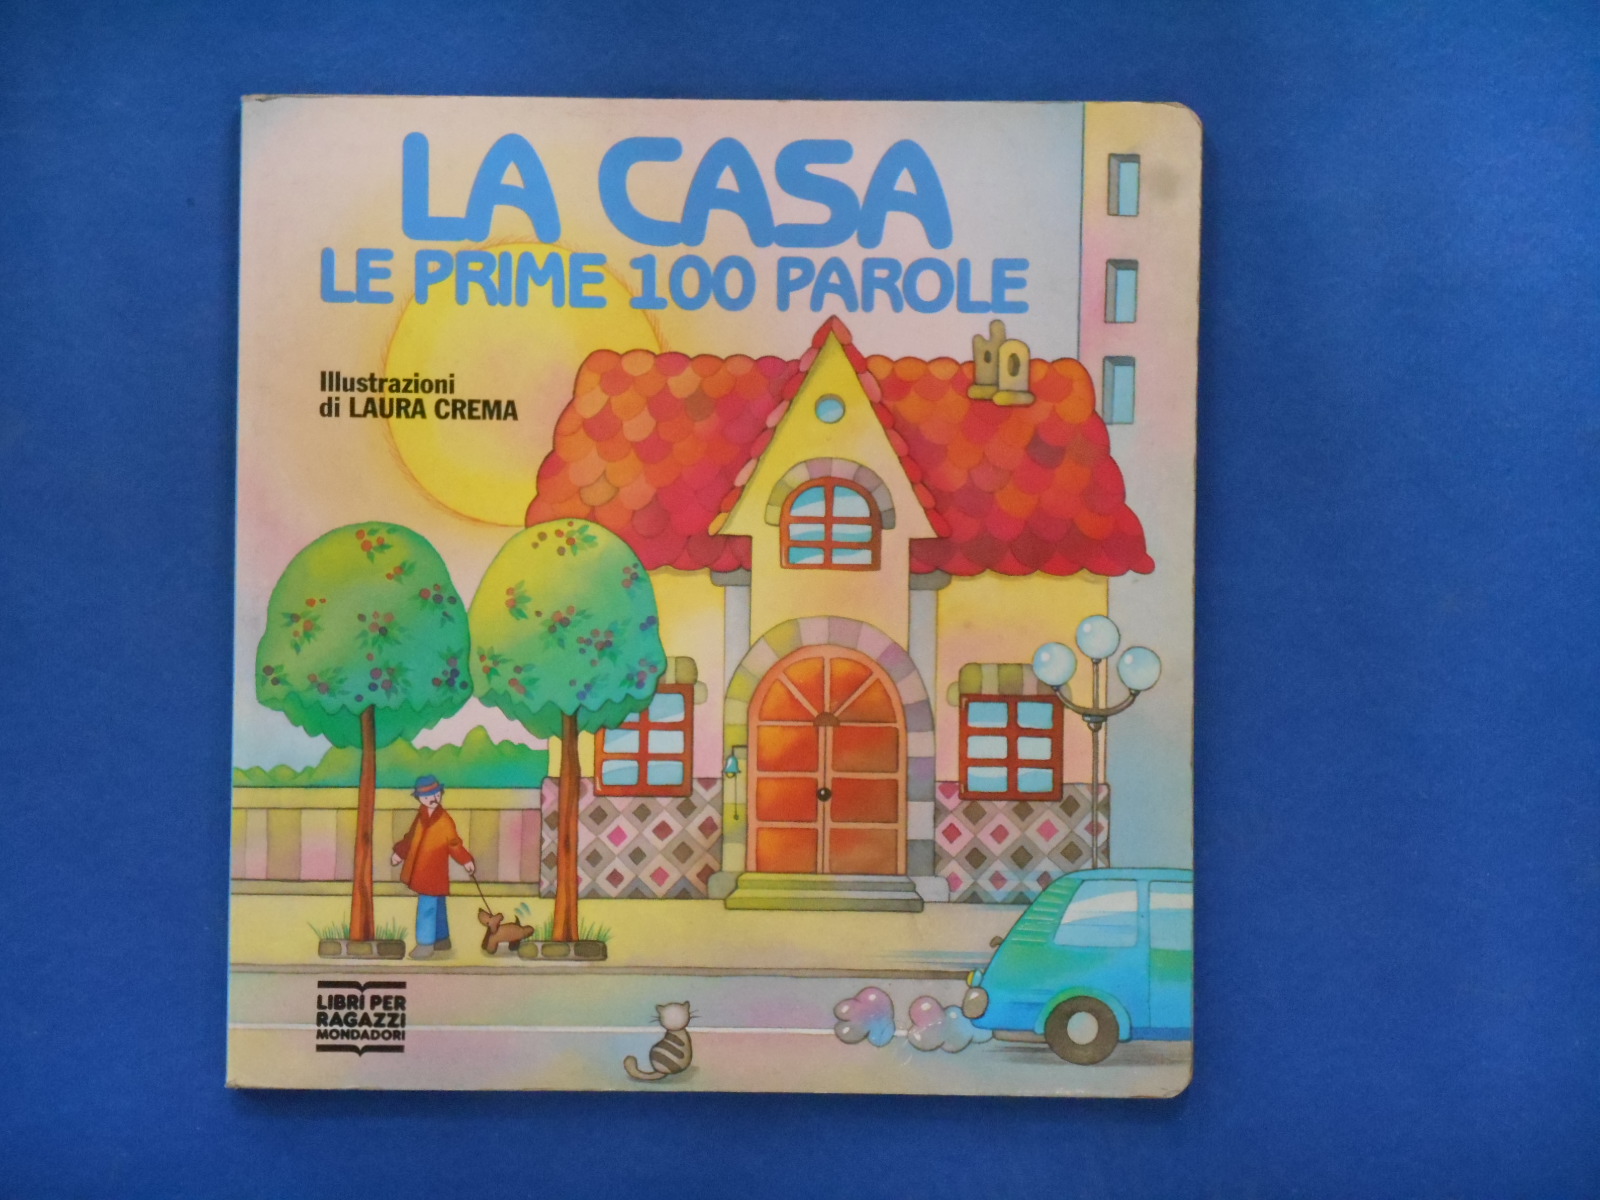 LA CASA
LE PRIME 100 PAROLE
Illustrazioni
di LAURA CREMA
LIBRI PER
RAGAZZI
MONDADORI